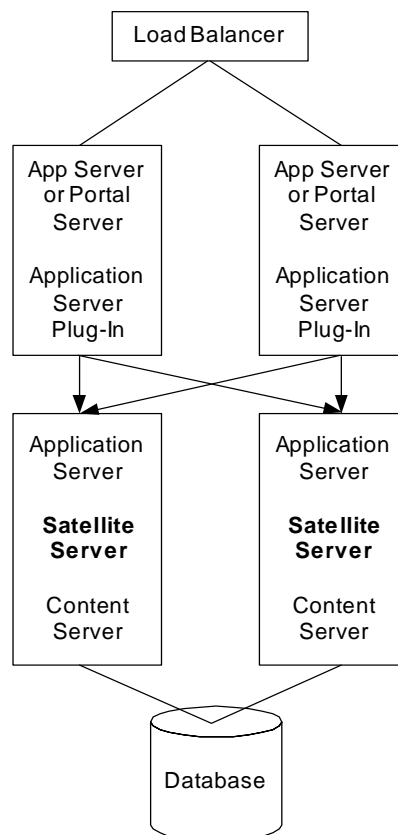 Load Balancer
App Server
or Portal
Server
Application
Server
Plug-In
App Server
or Portal
Server
Application
Server
Plug-In
Application
Server
Satellite
Server
Content
Server
Application
Server
Satellite
Server
Content
Server
Database